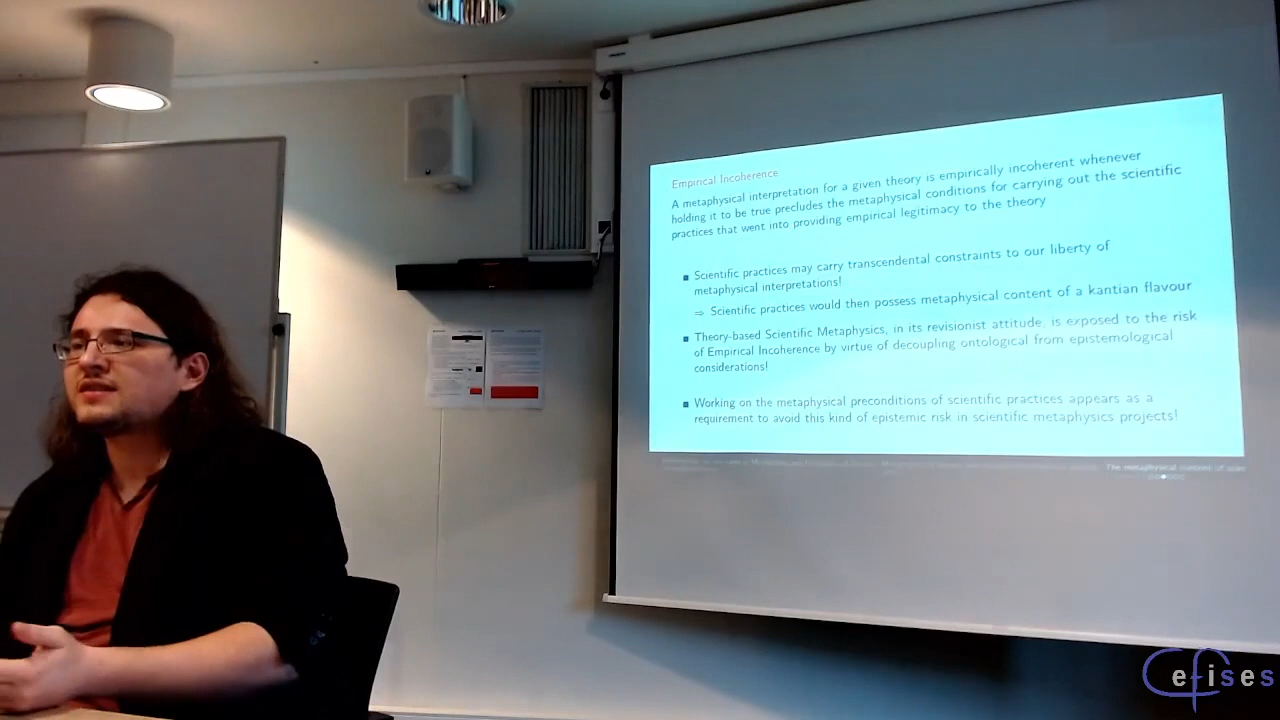 Empirical Incoherence
A metaphysical interpretation for a given theory is empirically incoherent whenever
holding it to be true precludes the metaphysical conditions for carrying out the scientific
practices that went into providing empirical legitimacy to the theory
Scientific practices may carry transcendental constraints to our liberty of
metaphysical interpretations!
⇒ Scientific practices would then possess metaphysical content of a kantian flavour
Theory-based Scientific Metaphysics, in its revisionist attitude, is exposed to the risk
of Empirical Incoherence by virtue of decoupling ontological from epistemological
considerations!
Working on the metaphysical preconditions of scientific practices appears as a
requirement to avoid this kind of epistemic risk in scientific metaphysics projects!
The metaphysical content of
Cefises